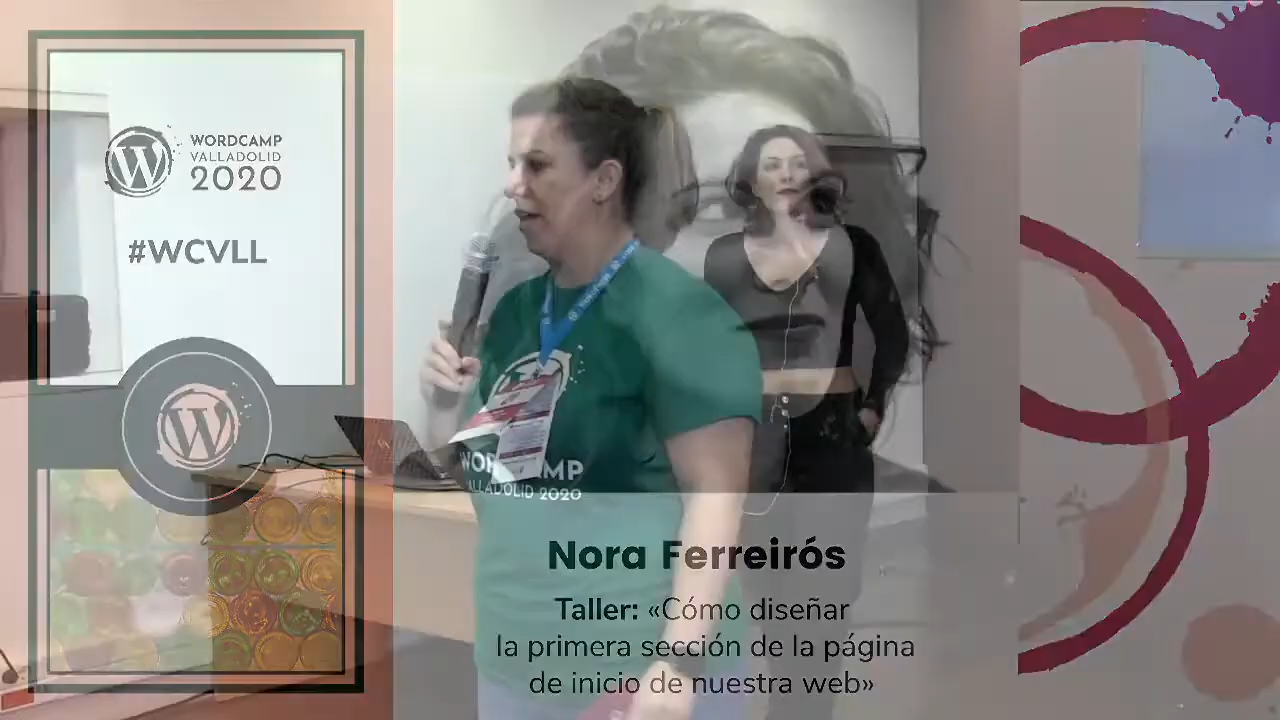 WORDCAMP
VALLADOLID
2020
#WCVLL
WORDCAMP
VALLADOLID 2020
Nora Ferreirós
Taller: «Cómo diseñar
la primera sección de la página
de inicio de nuestra web»